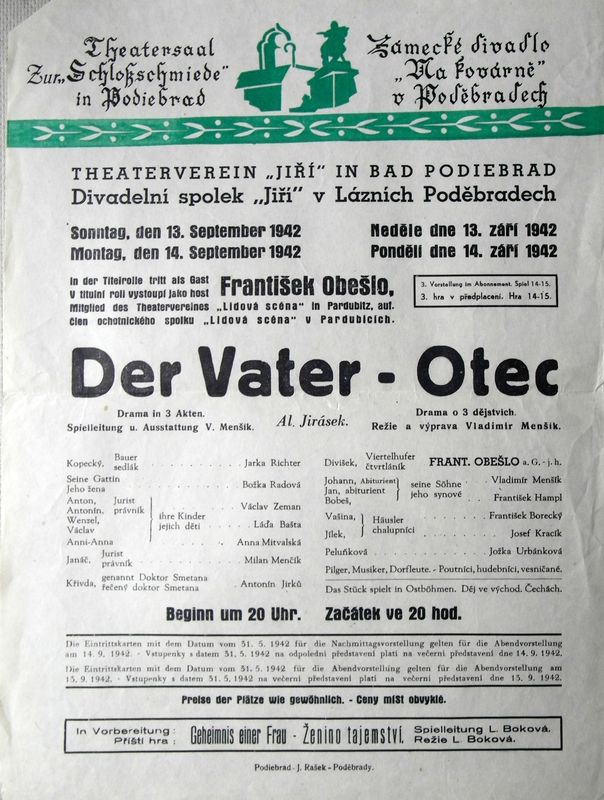 Theatersaal
Zur „Schloßschmiede"
in Podiebrad
Zámecké divadlo
„Na kovárně"
v Poděbradech
THEATERVEREIN „JIŘÍ" IN BAD PODIEBRAD
Divadelní spolek „Jiří" v Lázních Poděbradech
Sonntag, den 13. September 1942
Montag, den 14. September 1942
Neděle dne 13. září 1942
Pondělí dne 14. září 1942
In der Titelrolle tritt als Gast
V titulní roli vystoupí jako host
František Obešlo,
Mitglied des Theatervereines „Lidová scéna" in Pardubitz, auf.
člen ochotnického spolku „Lidová scéna" v Pardubicích.
3. Vorstellung im Abonnement. Spiel 14-15.
3. hra v předplacení. Hra 14-15.
Der Vater - Otec
Drama in 3 Akten.
Spielleitung u. Ausstattung V. Menšík.
Al. Jirásek.
Drama o 3 dějstvích.
Režie a výprava Vladimír Menšík.
Kopecký, Bauer sedlák . . . . . . . . Jarka Richter
Seine Gattin
Jeho žena . . . . . . . . Božka Radová
Anton, Antonín, Jurist právník
Wenzel,
Václav
Anni-Anna
ihre Kinder
jejich děti
Václav Zeman
Láďa Bašta
Anna Mitvalská
Janáč, Jurist právník . . . . . . . . Milan Menčík
Křivda, genannt Doktor Smetana
řečený doktor Smetana . . Antonín Jirků
Divišek, Viertelhufer čtvrtláník FRANT. OBEŠLO a. G. - j. h.
Johann, Abiturient
Jan, abiturient
Bobeš,
seine Söhne
jeho synové
Vladimír Menšík
František Hampl
Vašina,
Jílek,
Häusler
chalupníci
František Borecký
Josef Kracík
Peluňková . . . . . . . . Jožka Urbánková
Pilger, Musiker, Dorfleute. - Poutníci, hudebníci, vesničané.
Das Stück spielt in Ostböhmen. Děj ve východ. Čechách.
Beginn um 20 Uhr. Začátek ve 20 hod.
Die Eintrittskarten mit dem Datum vom 31. 5. 1942 für die Nachmittagsvorstellung gelten für die Abendvorstellung
am 14. 9. 1942. - Vstupenky s datem 31. 5. 1942 na odpolední představení platí na večerní představení dne 14. 9. 1942.
Die Eintrittskarten mit dem Datum vom 31. 5. 1942 für die Abendvorstellung gelten für die Abendvorstellung am
13. 9. 1942. - Vstupenky s datem 31. 5. 1942 na večerní představení platí na večerní představení dne 13. 9. 1942.
Preise der Plätze wie gewöhnlich. - Ceny míst obvyklé.
In Vorbereitung :
Příští hra :
Geheimnis einer Frau - Ženino tajemství.
Spielleitung L. Boková.
Režie L. Boková.
Podiebrad - J. Rašek - Poděbrady.